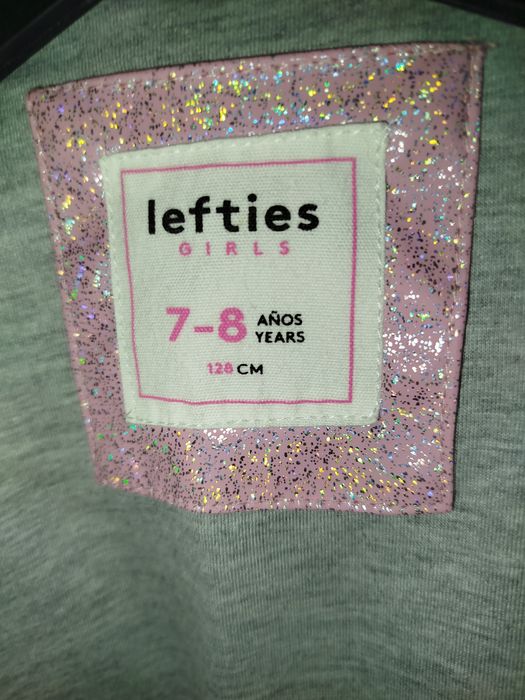 lefties
GIRLS
7-8 AÑOS
YEARS
128 CM